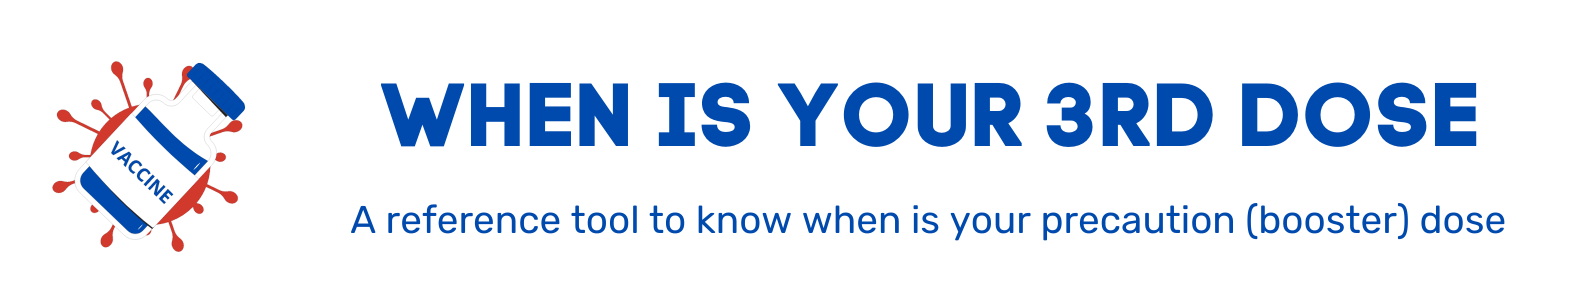 VACCINE
WHEN IS YOUR 3RD DOSE
A reference tool to know when is your precaution (booster) dose